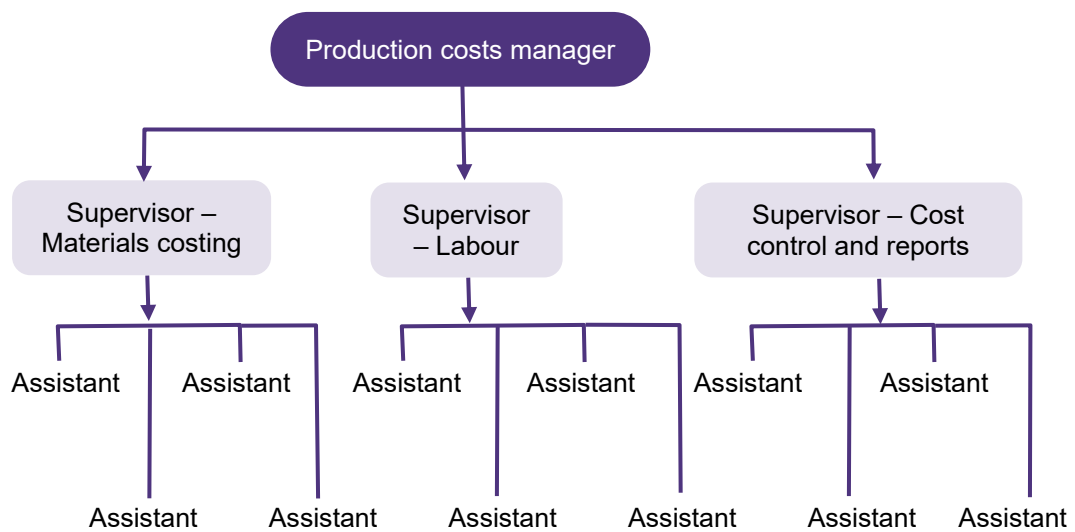 Production costs manager
Supervisor –
Materials costing
Supervisor
– Labour
Supervisor – Cost
control and reports
Assistant
Assistant
Assistant
Assistant
Assistant
Assistant
Assistant
Assistant
Assistant
Assistant
Assistant
Assistant